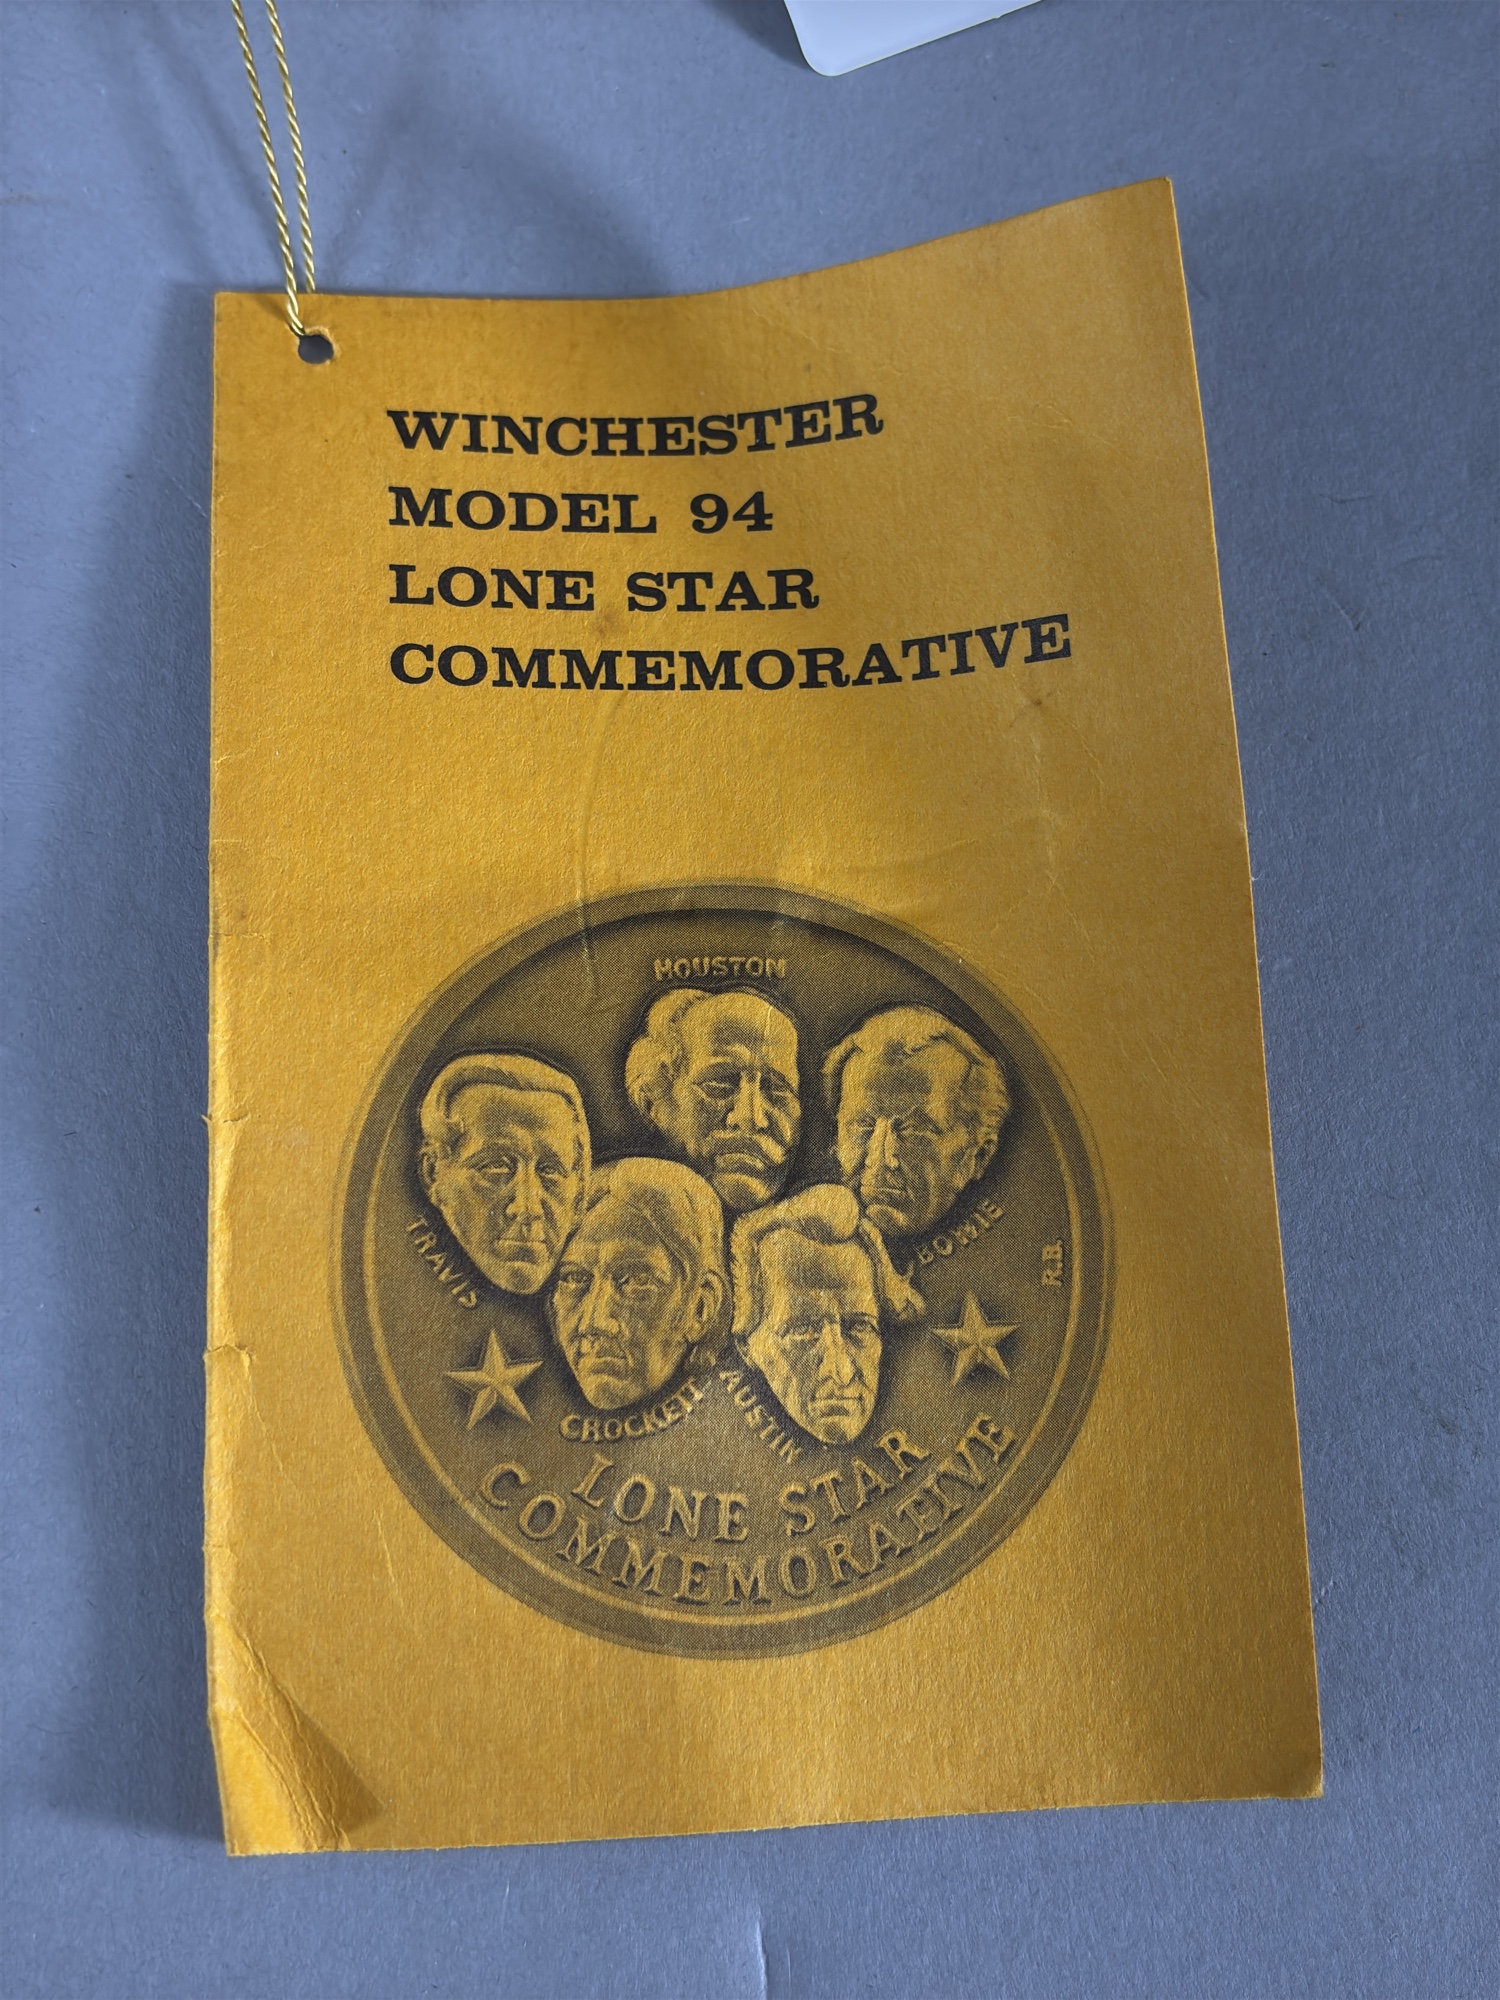 WINCHESTER
MODEL 94
LONE STAR
COMMEMORATIVE
HOUSTON
TRAVIS
BOWIE
R.B.
CROCKETT
AUSTIN
LONE STAR
COMMEMORATIVE